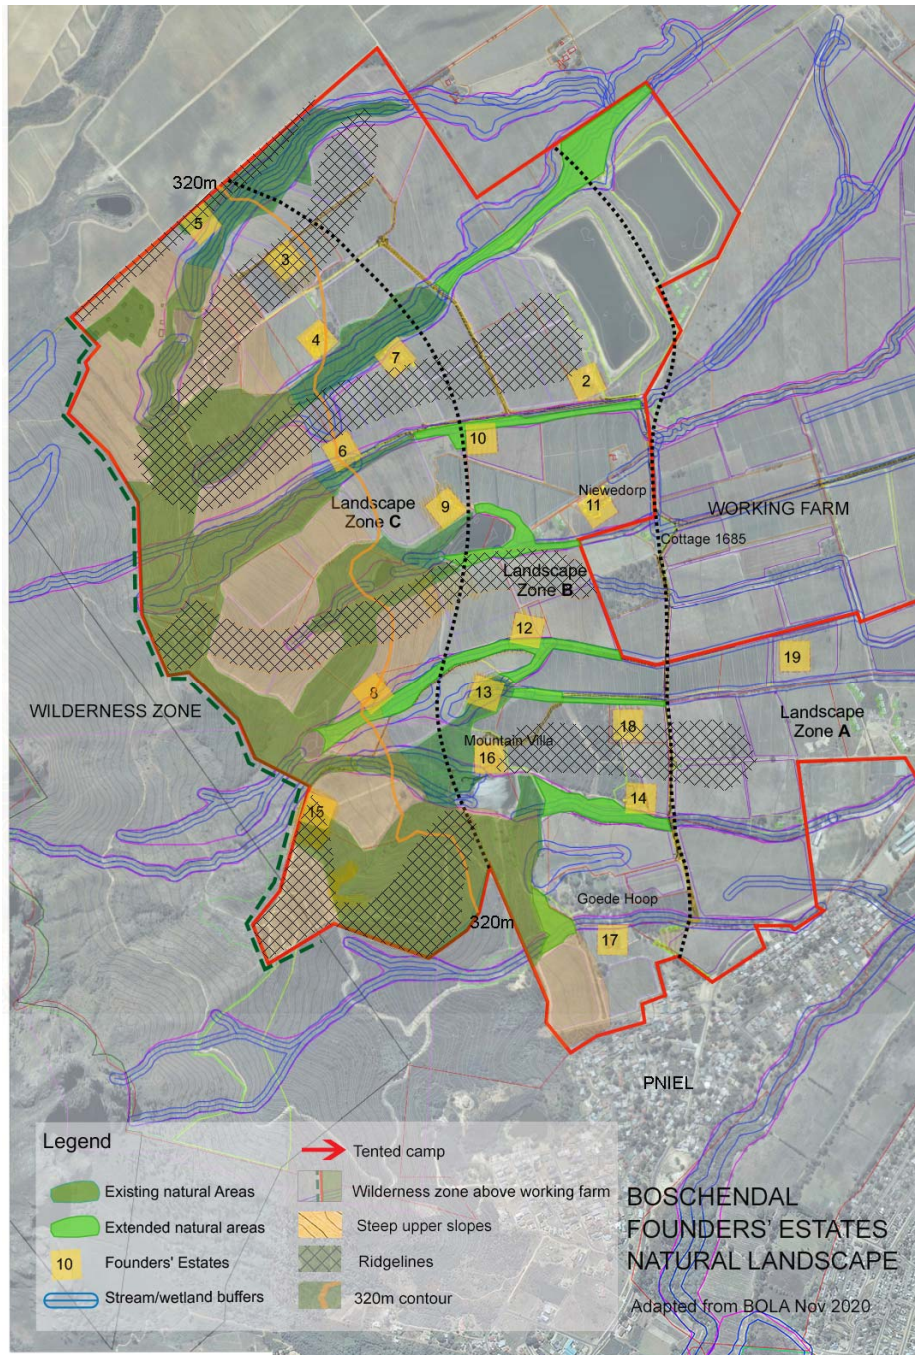 320m
5
3
4
7
2
10
6
9
Landscape
Zone C
Niewedorp
11
WORKING FARM
Cottage 1685
Landscape
Zone B
12
19
8
13
WILDERNESS ZONE
Landscape
Zone A
18
Mountain Villa
16
14
15
Goede Hoop
320m
17
PNIEL
Legend
Existing natural Areas
Extended natural areas
10 Founders' Estates
Stream/wetland buffers
Tented camp
Wilderness zone above working farm
Steep upper slopes
Ridgelines
320m contour
BOSCHENDAL
FOUNDERS' ESTATES
NATURAL LANDSCAPE
Adapted from BOLA Nov 2020